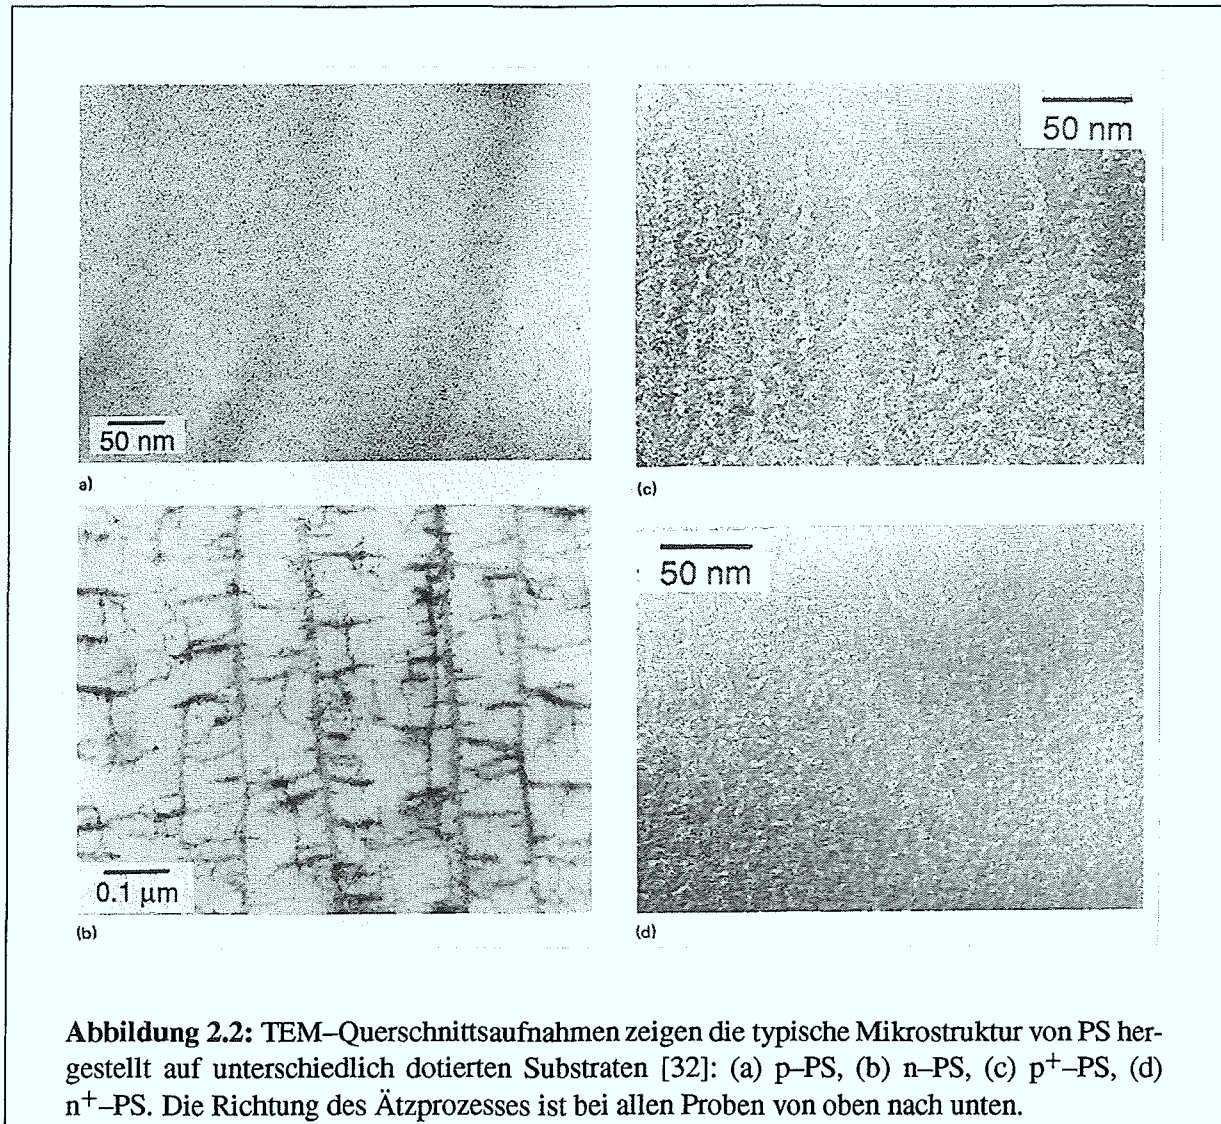 50 nm
a)
50 nm
(c)
0.1 µm
(b)
50 nm
(d)
Abbildung 2.2: TEM–Querschnittsaufnahmen zeigen die typische Mikrostruktur von PS her-
gestellt auf unterschiedlich dotierten Substraten [32]: (a) p–PS, (b) n–PS, (c) p⁺–PS, (d)
n⁺–PS. Die Richtung des Ätzprozesses ist bei allen Proben von oben nach unten.